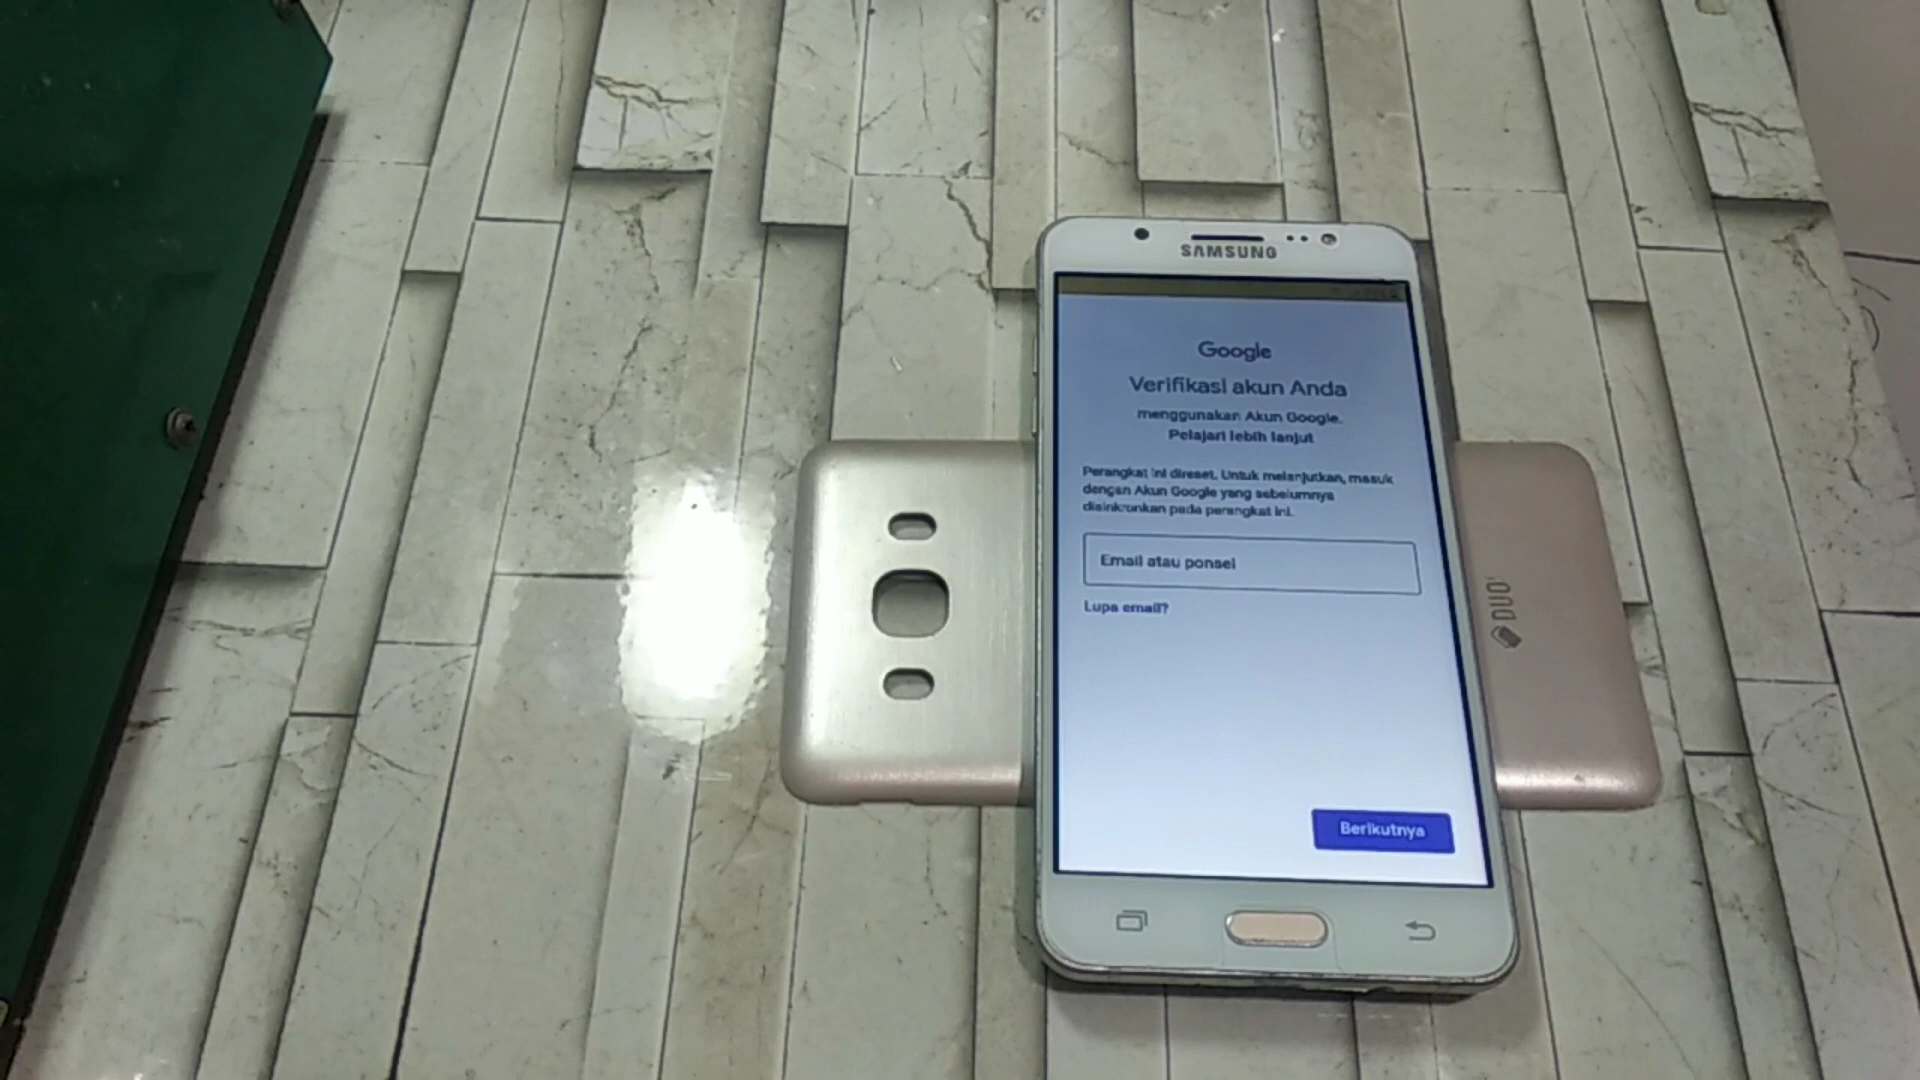 SAMSUNG
Google
Verifikasi akun Anda
menggunakan Akun Google.
Pelajari lebih lanjut
Perangkat ini direset. Untuk melanjutkan, masuk
dengan Akun Google yang sebelumnya
disinkronkan pada perangkat ini.
Email atau ponsel
Lupa email?
Berikutnya
DUOS